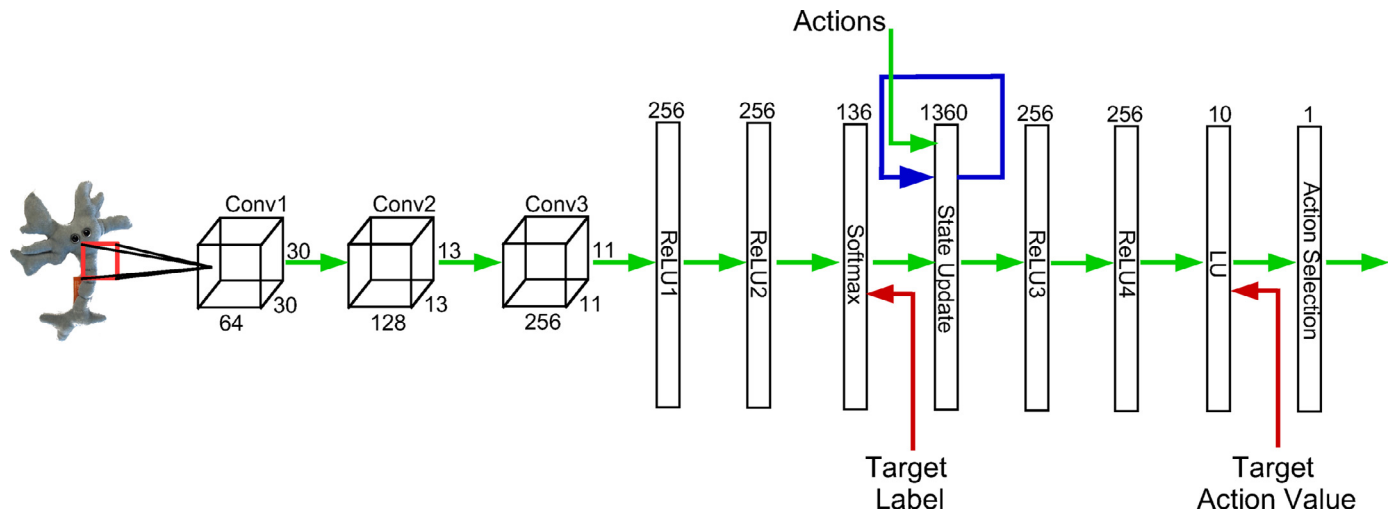 Actions
256
256
136
1360
256
256
10
1
Conv1
Conv2
Conv3
30
13
11
30
13
11
64
128
256
ReLU1
ReLU2
Softmax
State Update
ReLU3
ReLU4
LU
Action Selection
Target
Label
Target
Action Value